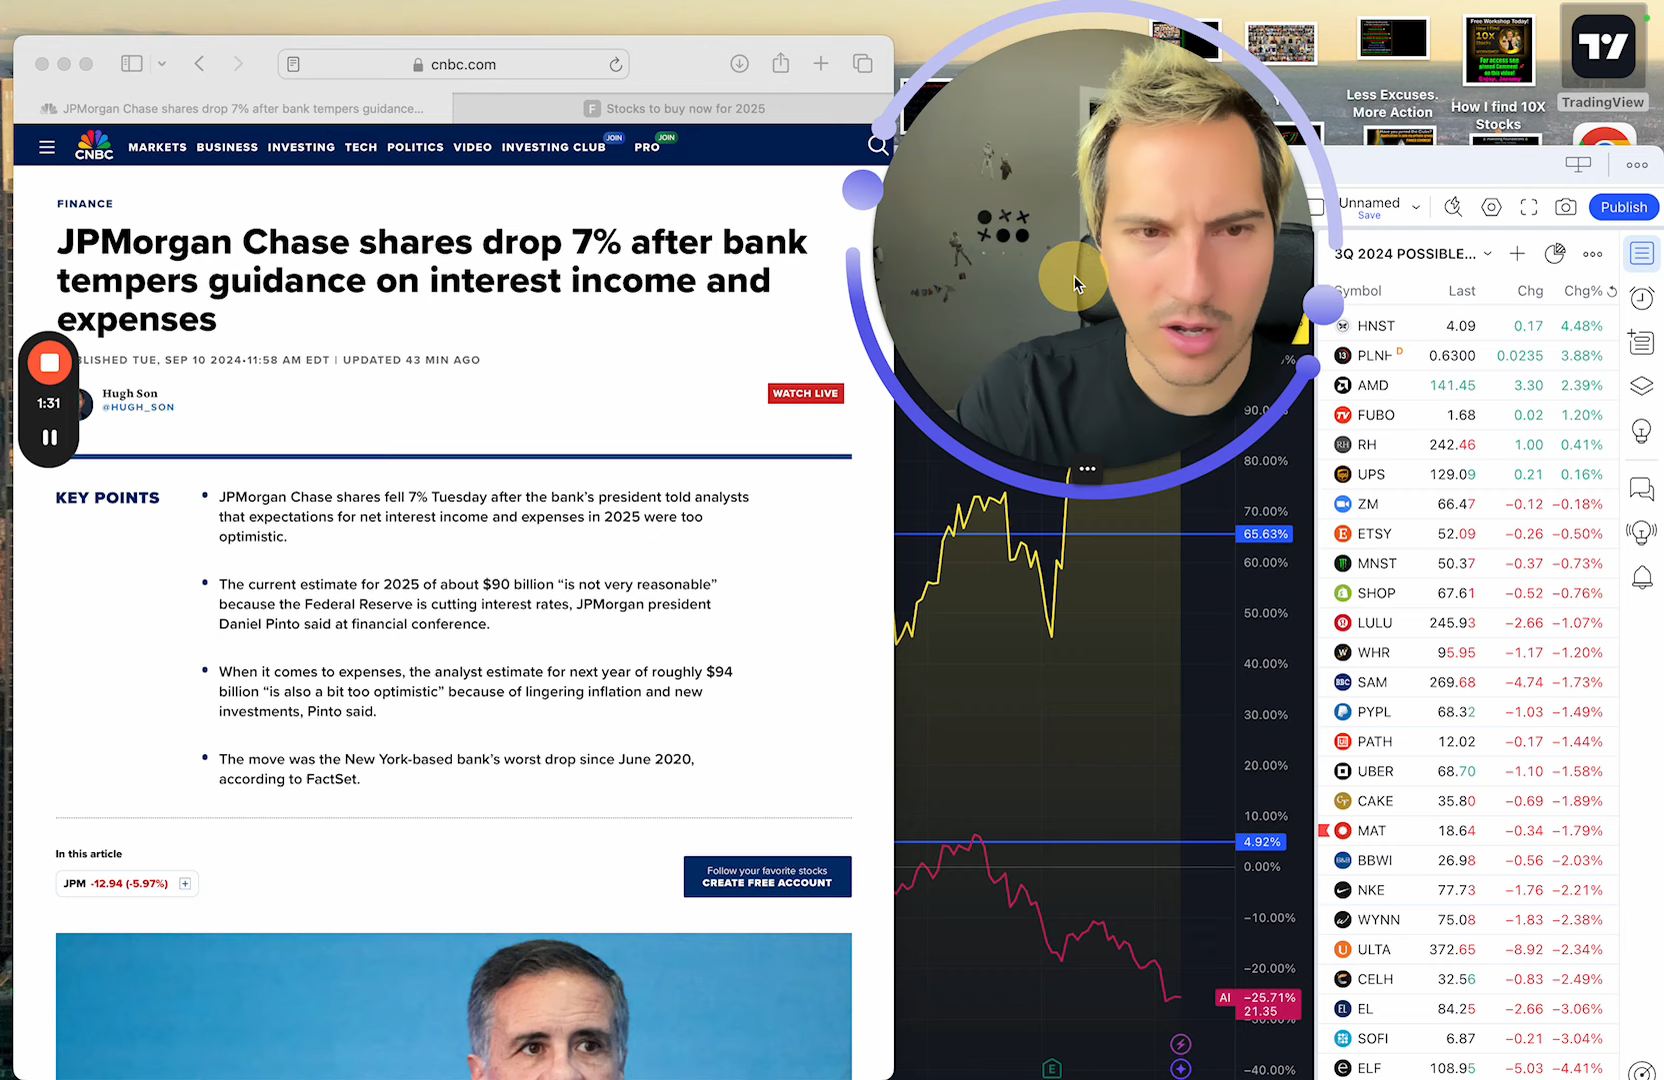 cnbc.com
JPMorgan Chase shares drop 7% after bank tempers guidance...
F Stocks to buy now for 2025
CNBC
MARKETS BUSINESS INVESTING TECH POLITICS VIDEO INVESTING CLUB JOIN PRO JOIN
FINANCE
JPMorgan Chase shares drop 7% after bank
tempers guidance on interest income and
expenses
TUE, SEP 10 2024•11:58 AM EDT | UPDATED 43 MIN AGO
Hugh Son
@HUGH_SON
WATCH LIVE
1:31
KEY POINTS
• JPMorgan Chase shares fell 7% Tuesday after the bank’s president told analysts
that expectations for net interest income and expenses in 2025 were too
optimistic.
• The current estimate for 2025 of about $90 billion “is not very reasonable”
because the Federal Reserve is cutting interest rates, JPMorgan president
Daniel Pinto said at financial conference.
• When it comes to expenses, the analyst estimate for next year of roughly $94
billion “is also a bit too optimistic” because of lingering inflation and new
investments, Pinto said.
• The move was the New York-based bank’s worst drop since June 2020,
according to FactSet.
In this article
JPM -12.94 (-5.97%) +
Follow your favorite stocks
CREATE FREE ACCOUNT
Free Workshop Today!
How I find
10X
Stocks
Less Excuses.
More Action
How I find 10X
Stocks
TradingView
Unnamed
Save
Publish
80.00%
70.00%
65.63%
60.00%
50.00%
40.00%
30.00%
20.00%
10.00%
4.92%
0.00%
−10.00%
−20.00%
AI −25.71%
21.35
−40.00%
E
3Q 2024 POSSIBLE...
Symbol Last Chg Chg%
HNST 4.09 0.17 4.48%
PLNH D 0.6300 0.0235 3.88%
AMD 141.45 3.30 2.39%
FUBO 1.68 0.02 1.20%
RH 242.46 1.00 0.41%
UPS 129.09 0.21 0.16%
ZM 66.47 −0.12 −0.18%
ETSY 52.09 −0.26 −0.50%
MNST 50.37 −0.37 −0.73%
SHOP 67.61 −0.52 −0.76%
LULU 245.93 −2.66 −1.07%
WHR 95.95 −1.17 −1.20%
SAM 269.68 −4.74 −1.73%
PYPL 68.32 −1.03 −1.49%
PATH 12.02 −0.17 −1.44%
UBER 68.70 −1.10 −1.58%
CAKE 35.80 −0.69 −1.89%
MAT 18.64 −0.34 −1.79%
BBWI 26.98 −0.56 −2.03%
NKE 77.73 −1.76 −2.21%
WYNN 75.08 −1.83 −2.38%
ULTA 372.65 −8.92 −2.34%
CELH 32.56 −0.83 −2.49%
EL 84.25 −2.66 −3.06%
SOFI 6.87 −0.21 −3.04%
ELF 108.95 −5.03 −4.41%